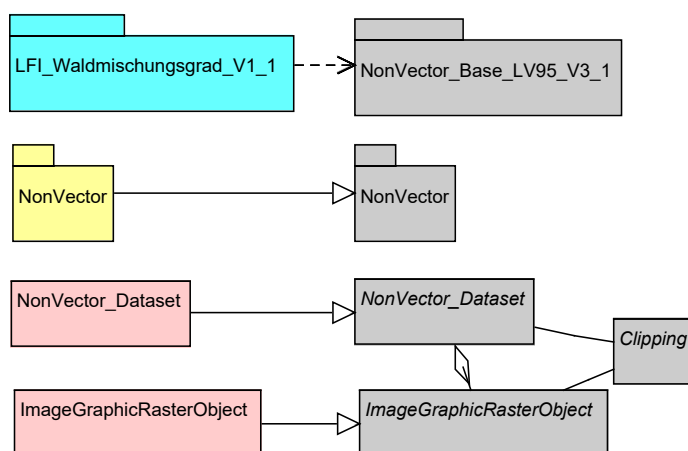 LFI_Waldmischungsgrad_V1_1
NonVector_Base_LV95_V3_1
NonVector
NonVector
NonVector_Dataset
NonVector_Dataset
Clipping
ImageGraphicRasterObject
ImageGraphicRasterObject